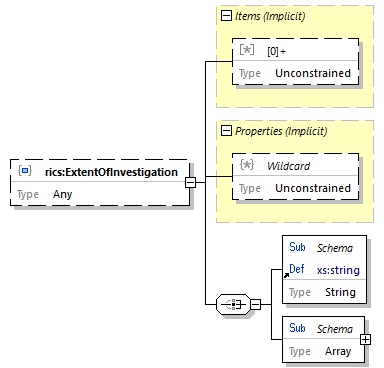 Items (Implicit)
[*] [0]+
Type Unconstrained
Properties (Implicit)
{*} Wildcard
Type Unconstrained
rics:ExtentOfInvestigation
Type Any
Sub Schema
Def xs:string
Type String
Sub Schema
Type Array